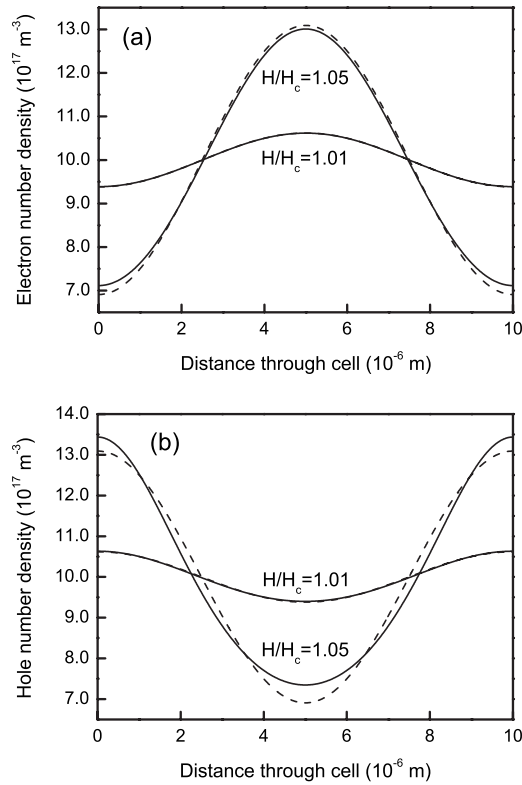 (a)
Electron number density (10^17 m^-3)
13.0
12.0
11.0
10.0
9.0
8.0
7.0
H/H_c=1.05
H/H_c=1.01
0 2 4 6 8 10
Distance through cell (10^-6 m)
(b)
Hole number density (10^17 m^-3)
14.0
13.0
12.0
11.0
10.0
9.0
8.0
7.0
H/H_c=1.01
H/H_c=1.05
0 2 4 6 8 10
Distance through cell (10^-6 m)